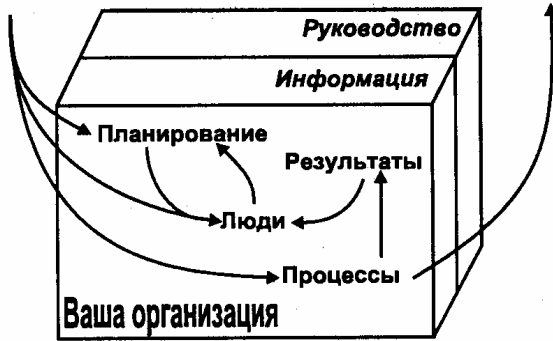 Руководство
Информация
Планирование
Результаты
Люди
Процессы
Ваша организация